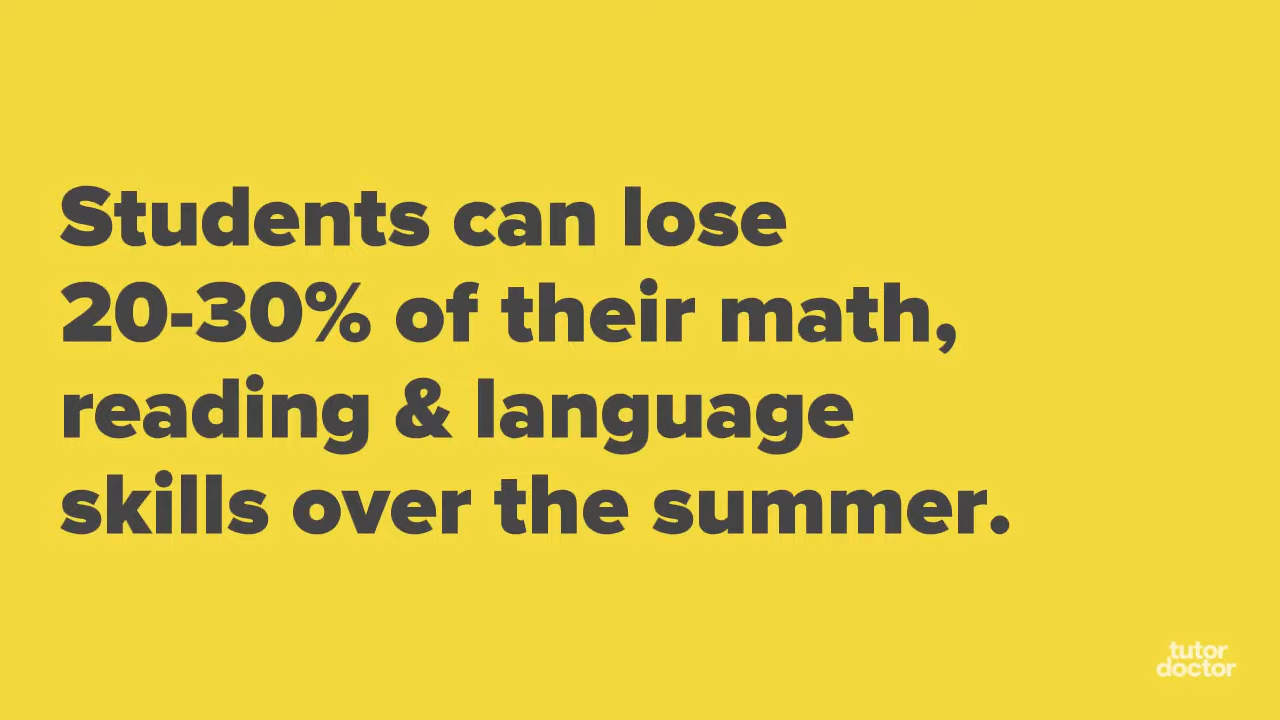 Students can lose
20-30% of their math,
reading & language
skills over the summer.
tutor
doctor